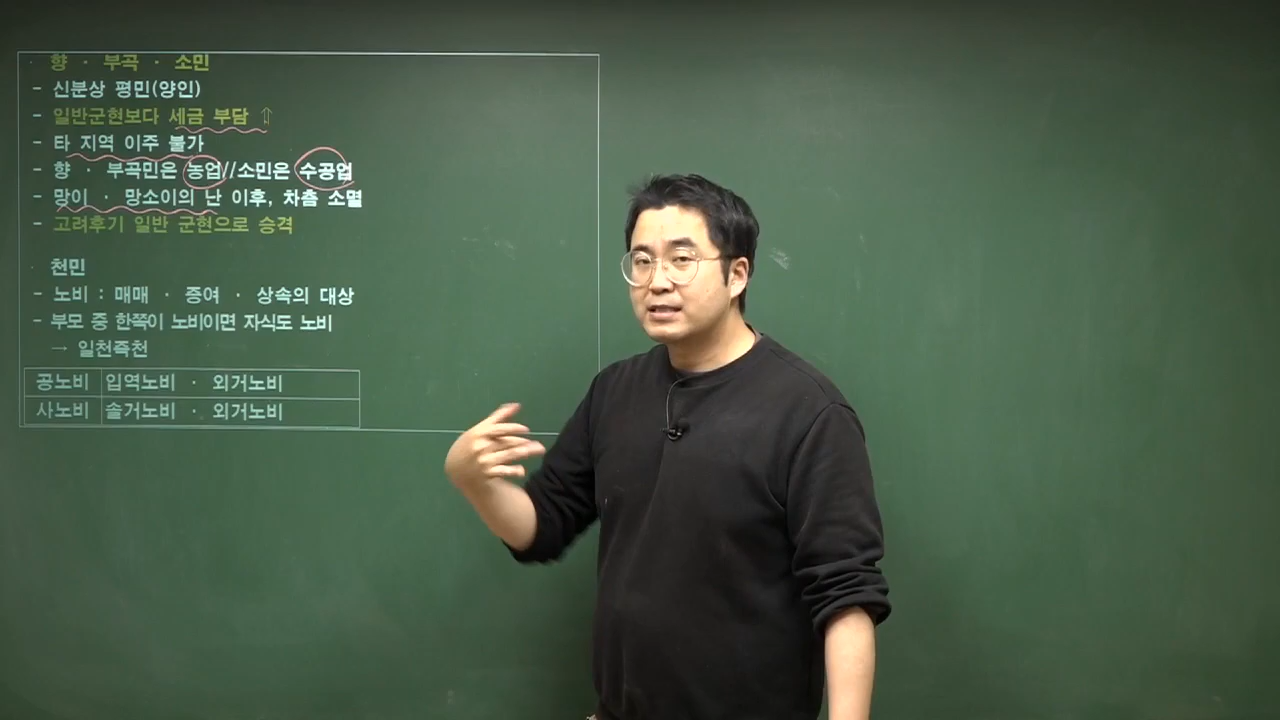 · 향 · 부곡 · 소민
- 신분상 평민(양인)
- 일반군현보다 세금 부담 ⇧
- 타 지역 이주 불가
- 향 · 부곡민은 농업//소민은 수공업
- 망이 · 망소이의 난 이후, 차츰 소멸
- 고려후기 일반 군현으로 승격
· 천민
- 노비 : 매매 · 증여 · 상속의 대상
- 부모 중 한쪽이 노비이면 자식도 노비
→ 일천즉천
공노비 입역노비 · 외거노비
사노비 솔거노비 · 외거노비